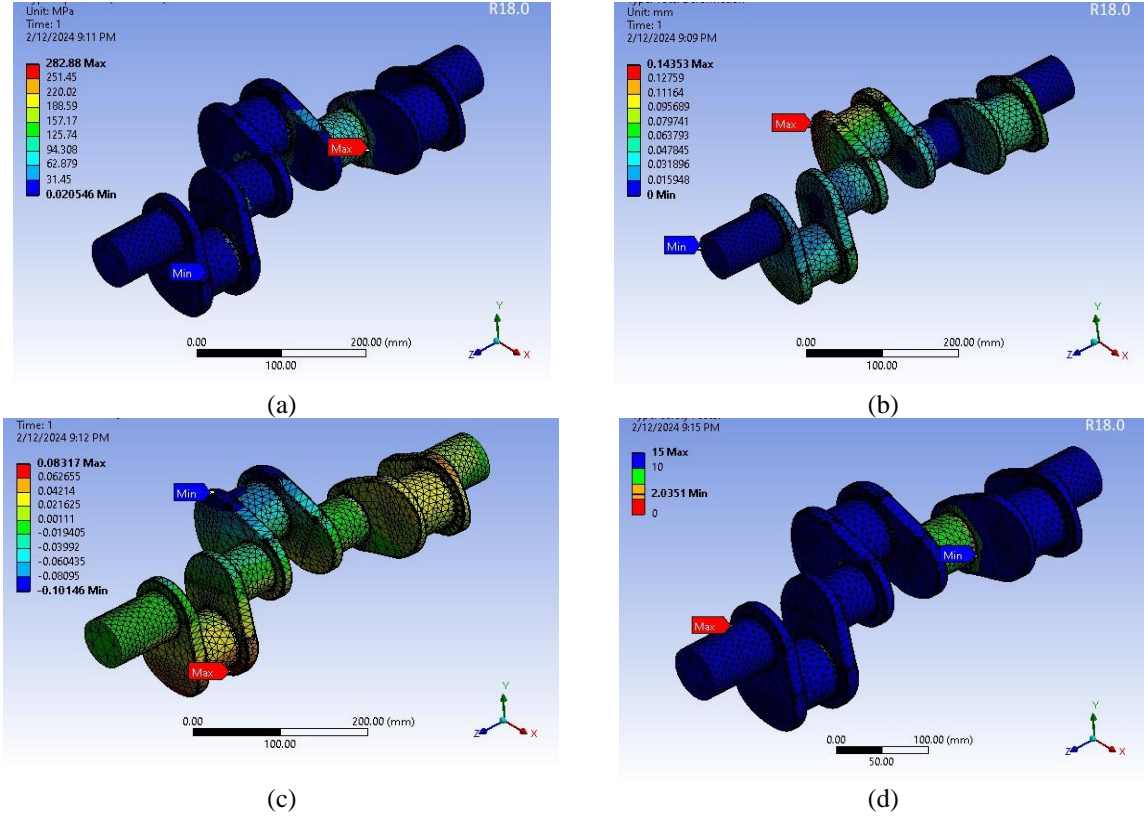 Unit: MPa
Time: 1
2/12/2024 9:11 PM
R18.0
282.88 Max
251.45
220.02
188.59
157.17
125.74
94.308
62.879
31.45
0.020546 Min
Max
Min
0.00
200.00 (mm)
100.00
Y
Z
X
(a)
Unit: mm
Time: 1
2/12/2024 9:09 PM
R18.0
0.14353 Max
0.12759
0.11164
0.095689
0.079741
0.063793
0.047845
0.031896
0.015948
0 Min
Max
Min
0.00
200.00 (mm)
100.00
Y
Z
X
(b)
Time: 1
2/12/2024 9:12 PM
0.08317 Max
0.062655
0.04214
0.021625
0.00111
-0.019405
-0.03992
-0.060435
-0.08095
-0.10146 Min
Min
Max
0.00
200.00 (mm)
100.00
Y
Z
X
(c)
2/12/2024 9:15 PM
R18.0
15 Max
10
2.0351 Min
0
Min
Max
0.00
100.00 (mm)
50.00
Y
Z
X
(d)